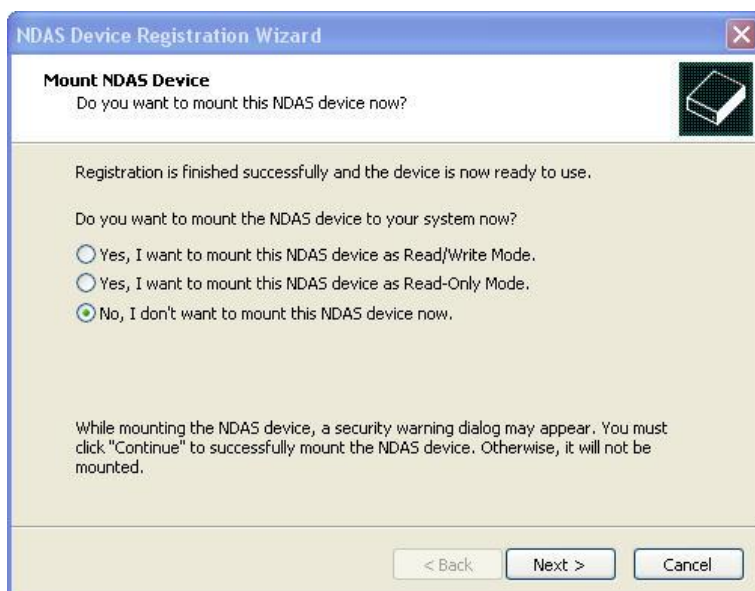 NDAS Device Registration Wizard
Mount NDAS Device
Do you want to mount this NDAS device now?
Registration is finished successfully and the device is now ready to use.
Do you want to mount the NDAS device to your system now?
Yes, I want to mount this NDAS device as Read/Write Mode.
Yes, I want to mount this NDAS device as Read-Only Mode.
No, I don't want to mount this NDAS device now.
While mounting the NDAS device, a security warning dialog may appear. You must
click "Continue" to successfully mount the NDAS device. Otherwise, it will not be
mounted.
< Back Next > Cancel